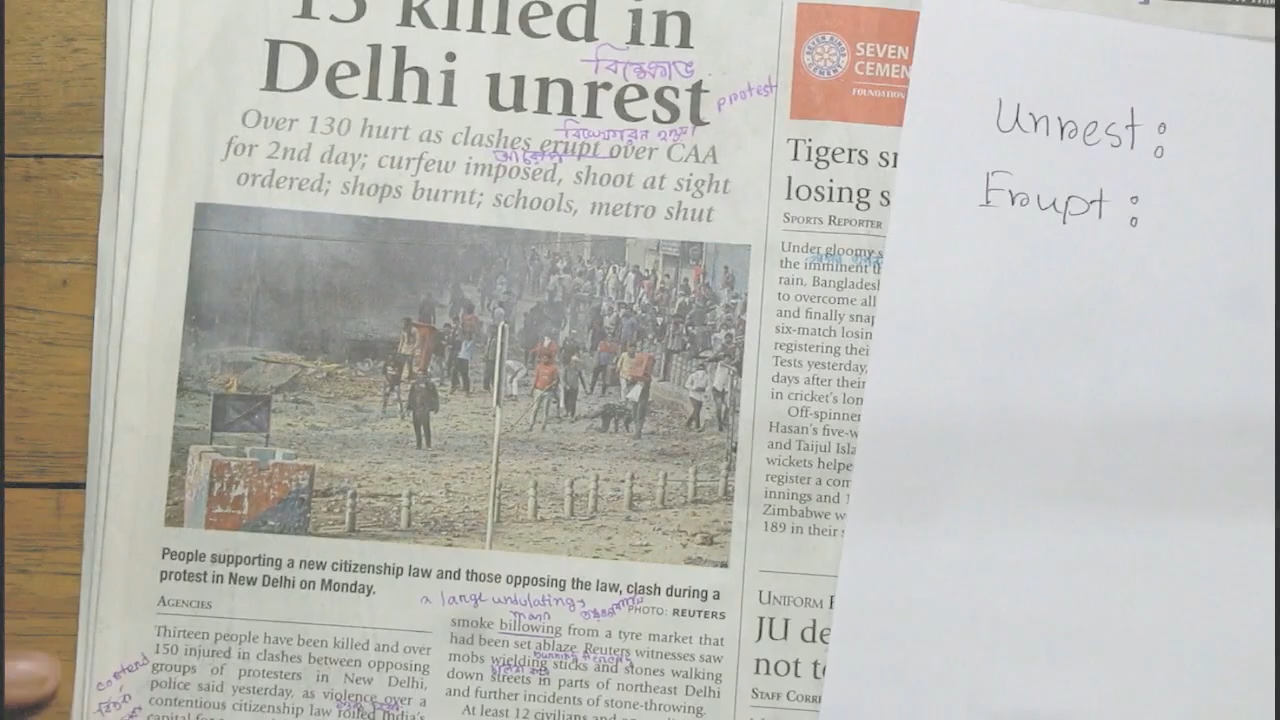 13 killed in
Delhi unrest
বিক্ষোভ
protest
Over 130 hurt as clashes erupt over CAA
for 2nd day; curfew imposed, shoot at sight
ordered; shops burnt; schools, metro shut
People supporting a new citizenship law and those opposing the law, clash during a
protest in New Delhi on Monday.
PHOTO: REUTERS
AGENCIES
Thirteen people have been killed and over
150 injured in clashes between opposing
groups of protesters in New Delhi,
police said yesterday, as violence over a
contentious citizenship law roiled India's
contend
a large undulating
mass
smoke billowing from a tyre market that
had been set ablaze Reuters witnesses saw
mobs wielding sticks and stones walking
down streets in parts of northeast Delhi
and further incidents of stone-throwing.
At least 12 civilians and
SEVEN RINGS
CEMENT
SEVEN
CEMEN
FOUNDATION
Tigers
losing s
SPORTS REPORTER
Under gloomy s
the imminent
rain, Bangladesh
to overcome all
and finally snap
six-match losin
registering thei
Tests yesterday,
days after their
in cricket's lon
Off-spinner
Hasan's five-w
and Taijul Isla
wickets helpe
register a com
innings and 1
Zimbabwe w
189 in their s
UNIFORM
JU de
not t
STAFF CORR
Unrest:
Erupt: